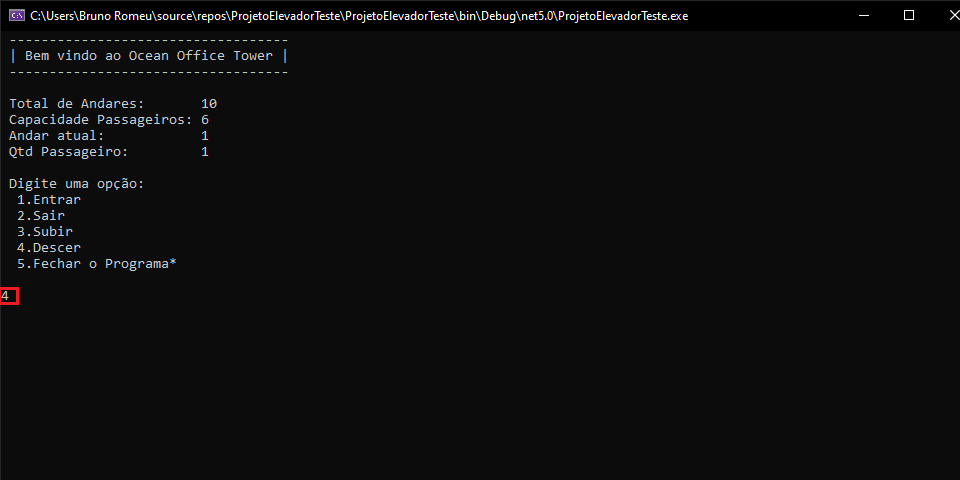 C:\Users\Bruno Romeu\source\repos\ProjetoElevadorTeste\ProjetoElevadorTeste\bin\Debug\net5.0\ProjetoElevadorTeste.exe
-----------------------------------
| Bem vindo ao Ocean Office Tower |
-----------------------------------
Total de Andares:       10
Capacidade Passageiros: 6
Andar atual:            1
Qtd Passageiro:         1
Digite uma opção:
1.Entrar
2.Sair
3.Subir
4.Descer
5.Fechar o Programa*
4